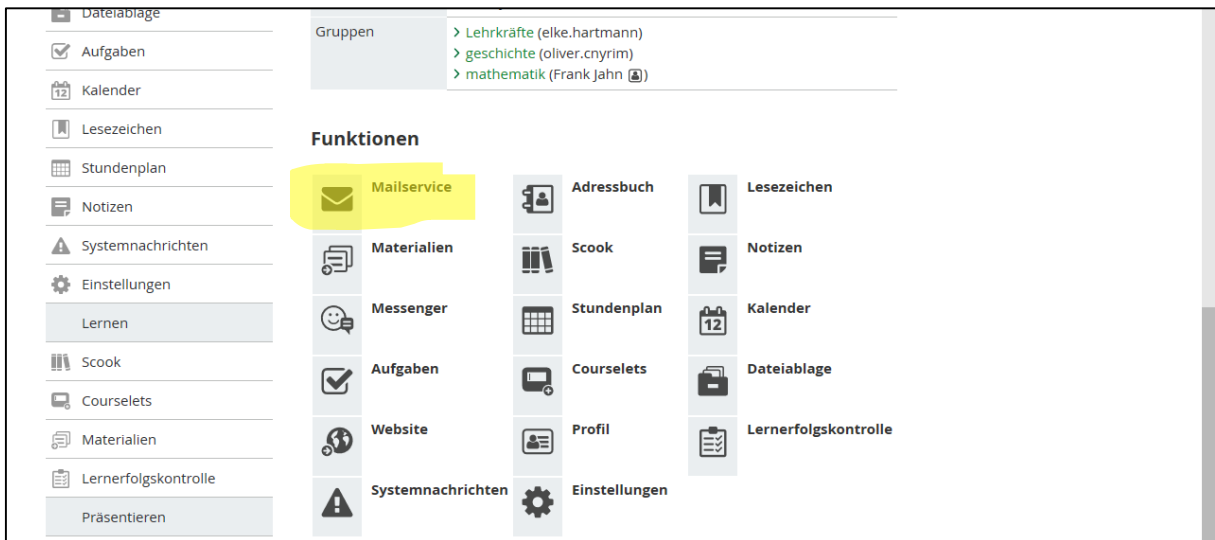 Dateiablage
Aufgaben
Kalender
Lesezeichen
Stundenplan
Notizen
Systemnachrichten
Einstellungen
Lernen
Scook
Courselets
Materialien
Lernerfolgskontrolle
Präsentieren
Gruppen
Lehrkräfte (elke.hartmann)
geschichte (oliver.cnyrim)
mathematik (Frank Jahn)
Funktionen
Mailservice Adressbuch Lesezeichen
Materialien Scook Notizen
Messenger Stundenplan Kalender
12
Aufgaben Courselets Dateiablage
Website Profil Lernerfolgskontrolle
Systemnachrichten Einstellungen